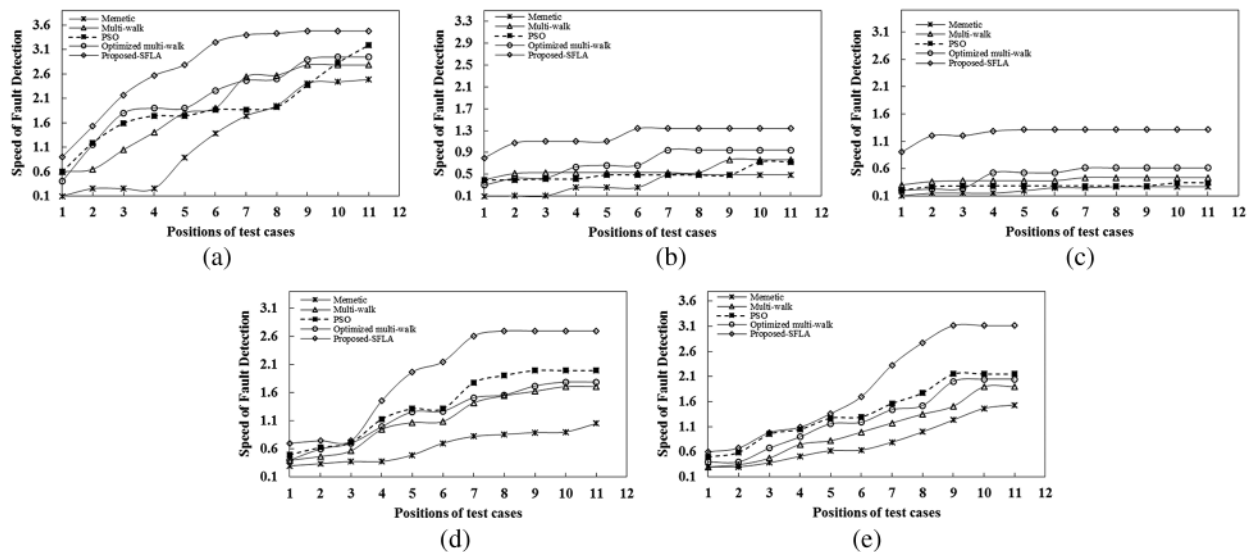 Speed of Fault Detection
3.6
3.1
2.6
2.1
1.6
1.1
0.6
0.1
Memetic
Multi-walk
PSO
Optimized multi-walk
Proposed-SFLA
1 2 3 4 5 6 7 8 9 10 11 12
Positions of test cases
(a)
Speed of Fault Detection
3.3
2.9
2.5
2.1
1.7
1.3
0.9
0.5
0.1
Memetic
Multi-walk
PSO
Optimized multi-walk
Proposed-SFLA
1 2 3 4 5 6 7 8 9 10 11 12
Positions of test cases
(b)
Speed of Fault Detection
3.1
2.6
2.1
1.6
1.1
0.6
0.1
Memetic
Multi-walk
PSO
Optimized multi-walk
Proposed-SFLA
1 2 3 4 5 6 7 8 9 10 11 12
Positions of test cases
(c)
Speed of Fault Detection
3.1
2.6
2.1
1.6
1.1
0.6
0.1
Memetic
Multi-walk
PSO
Optimized multi-walk
Proposed-SFLA
1 2 3 4 5 6 7 8 9 10 11 12
Positions of test cases
(d)
Speed of Fault Detection
3.6
3.1
2.6
2.1
1.6
1.1
0.6
0.1
Memetic
Multi-walk
PSO
Optimized multi-walk
Proposed-SFLA
1 2 3 4 5 6 7 8 9 10 11 12
Positions of test cases
(e)